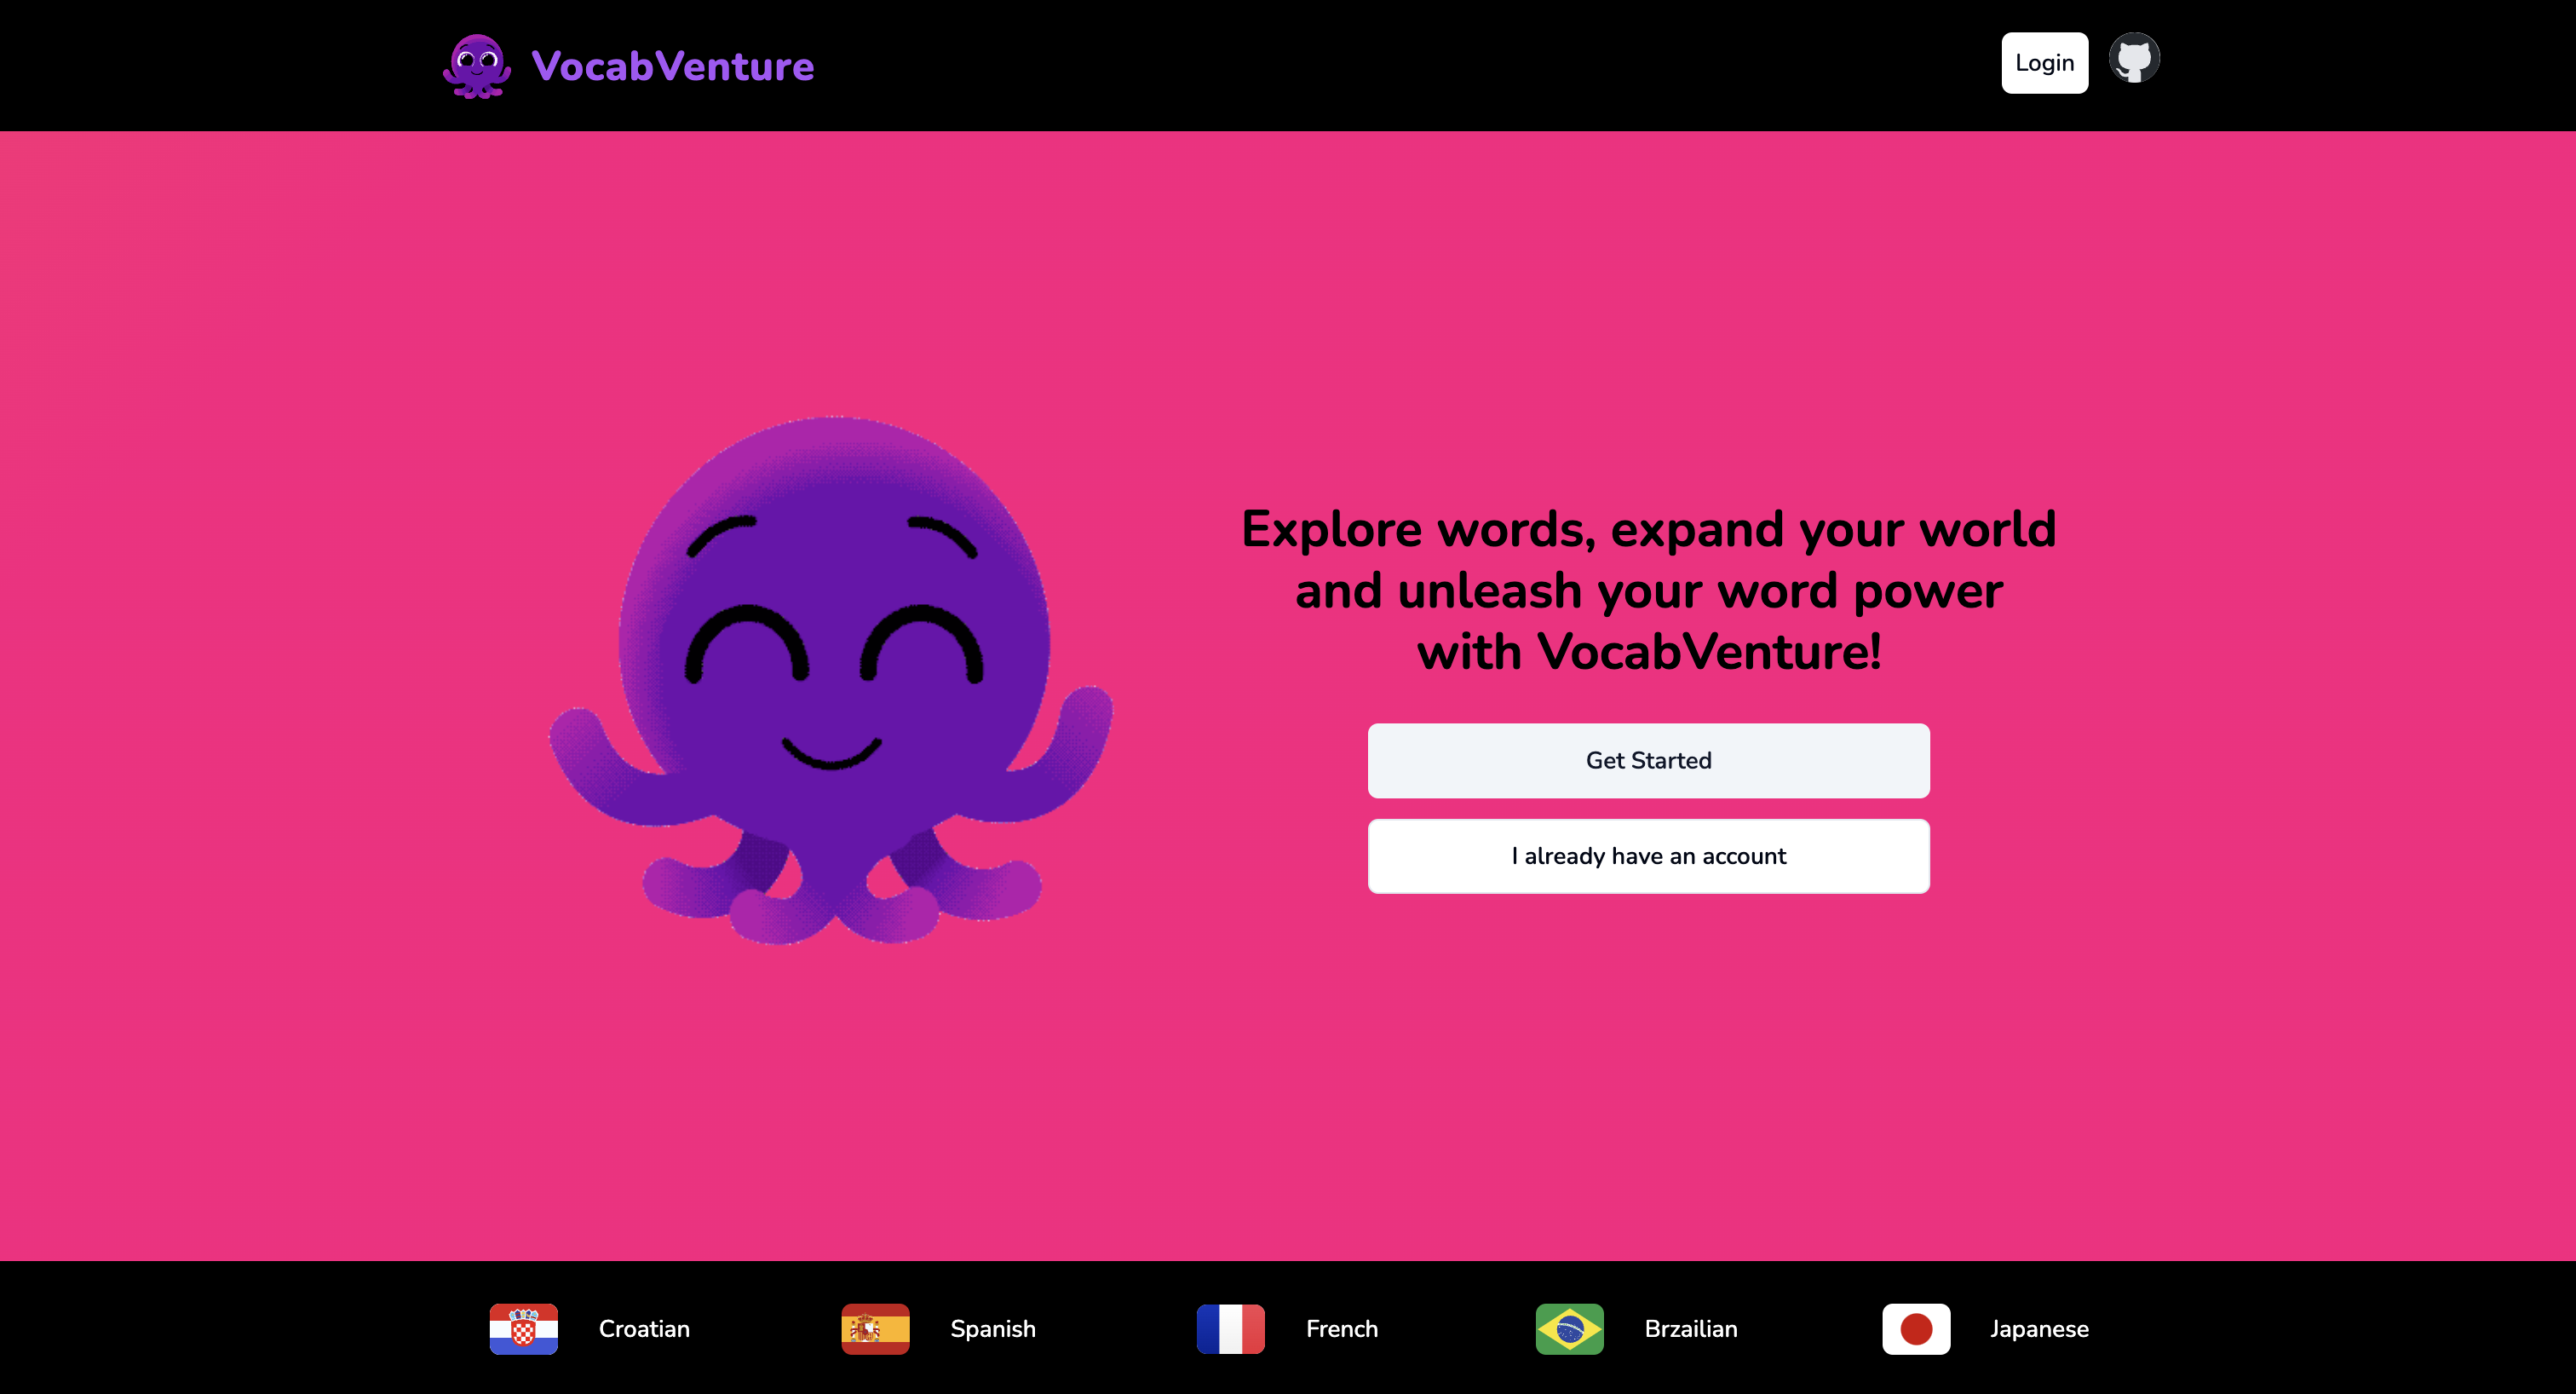 VocabVenture
Login
Explore words, expand your world
and unleash your word power
with VocabVenture!
Get Started
I already have an account
Croatian
Spanish
French
Brzailian
Japanese